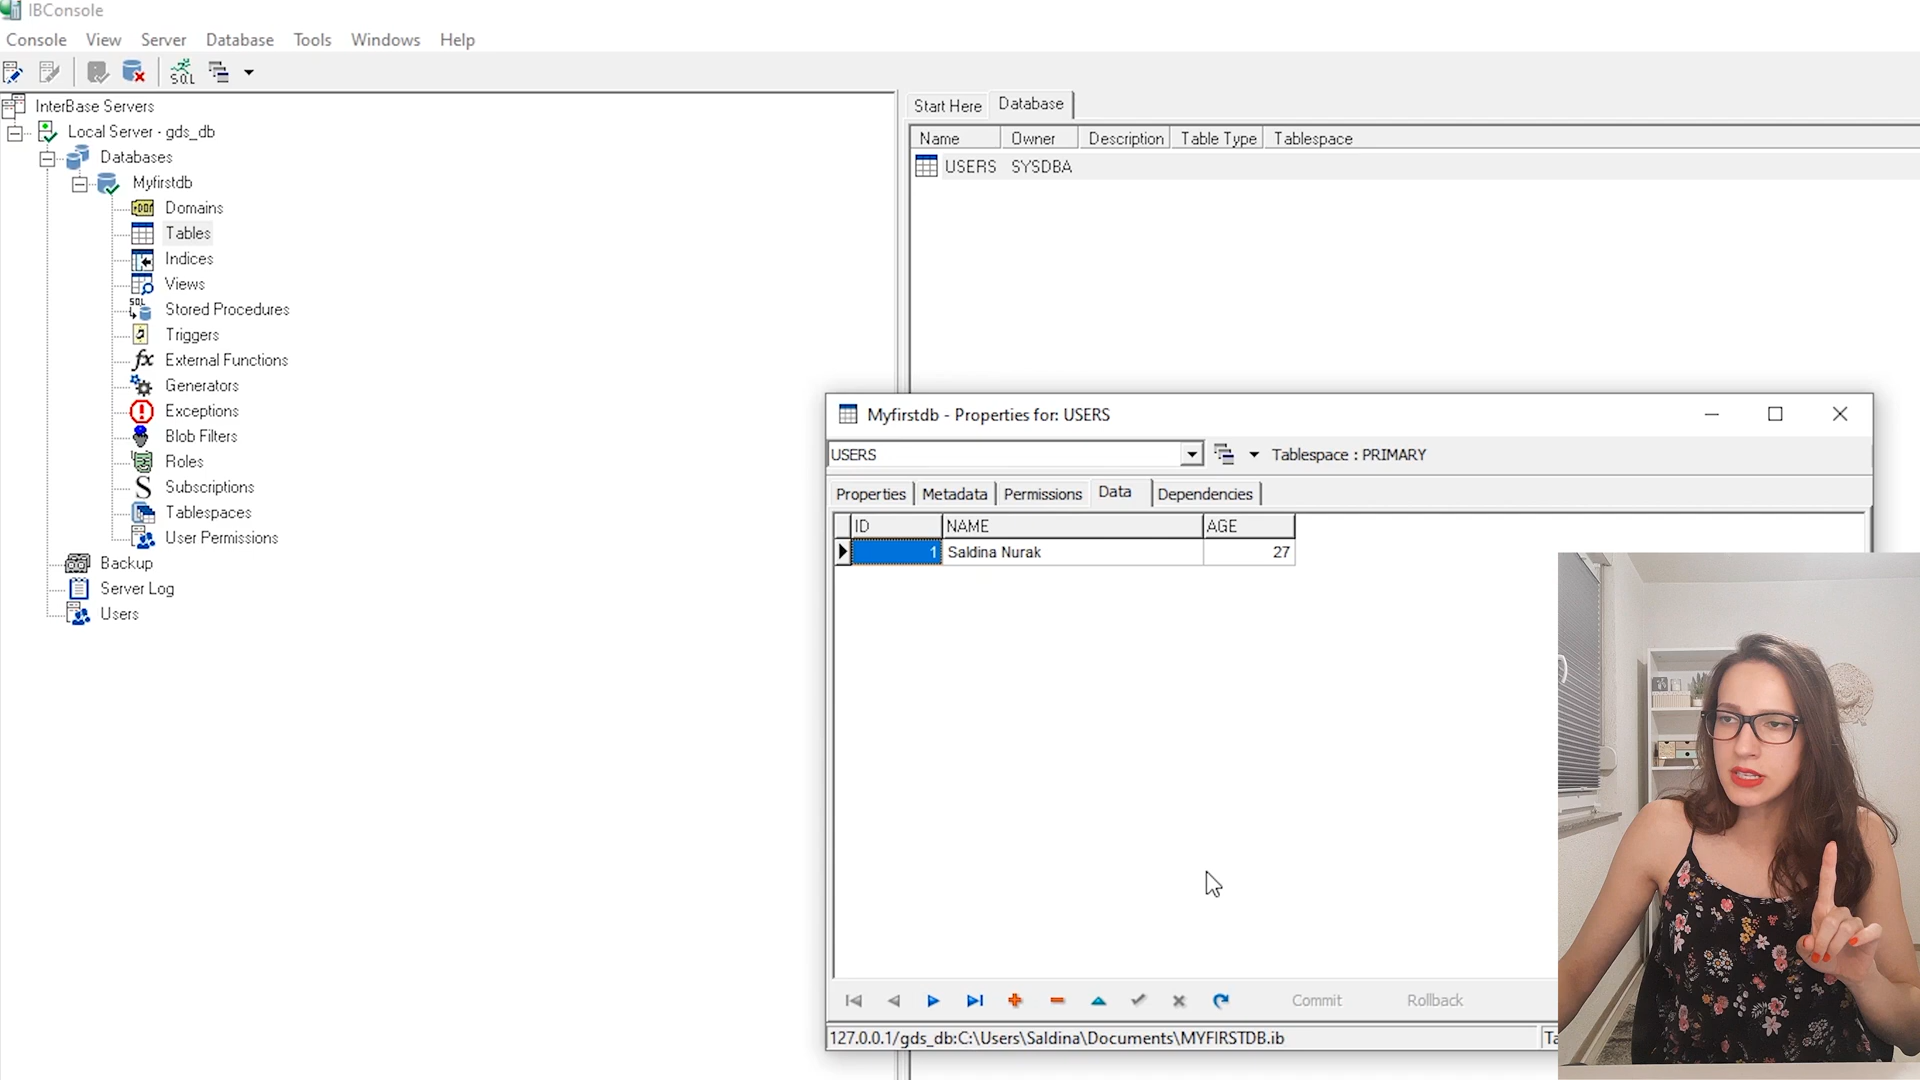 IBConsole
Console View Server Database Tools Windows Help
SQL
InterBase Servers
Local Server - gds_db
Databases
Myfirstdb
Domains
Tables
Indices
Views
SQL
Stored Procedures
Triggers
fx External Functions
Generators
Exceptions
Blob Filters
Roles
S Subscriptions
Tablespaces
User Permissions
Backup
Server Log
Users
Start Here Database
Name Owner Description Table Type Tablespace
USERS SYSDBA
Myfirstdb - Properties for: USERS
USERS Tablespace : PRIMARY
Properties Metadata Permissions Data Dependencies
ID NAME AGE
1 Saldina Nurak 27
Commit Rollback
127.0.0.1/gds_db:C:\Users\Saldina\Documents\MYFIRSTDB.ib Ta